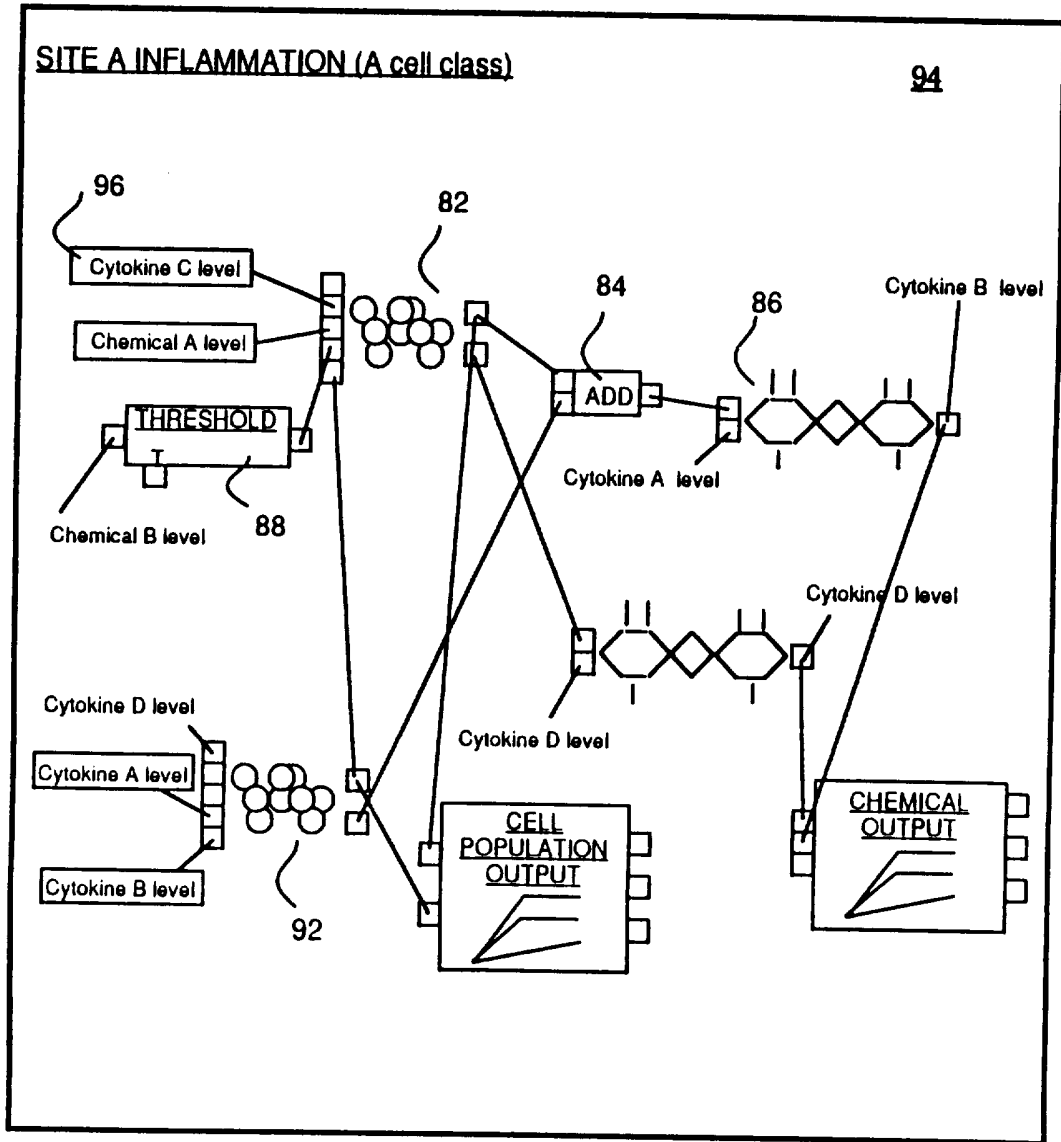 SITE A INFLAMMATION (A cell class)
94
96
82
Cytokine C level
84
86
Cytokine B level
Chemical A level
ADD
THRESHOLD
T
Cytokine A level
Chemical B level
88
Cytokine D level
Cytokine D level
Cytokine D level
Cytokine A level
CELL
POPULATION
OUTPUT
CHEMICAL
OUTPUT
Cytokine B level
92